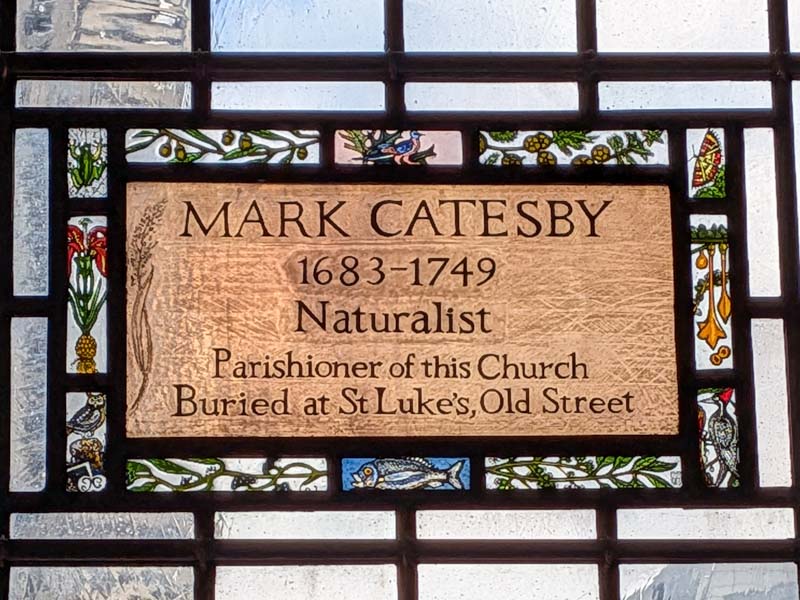 MARK CATESBY
1683-1749
Naturalist
Parishioner of this Church
Buried at St Luke's, Old Street